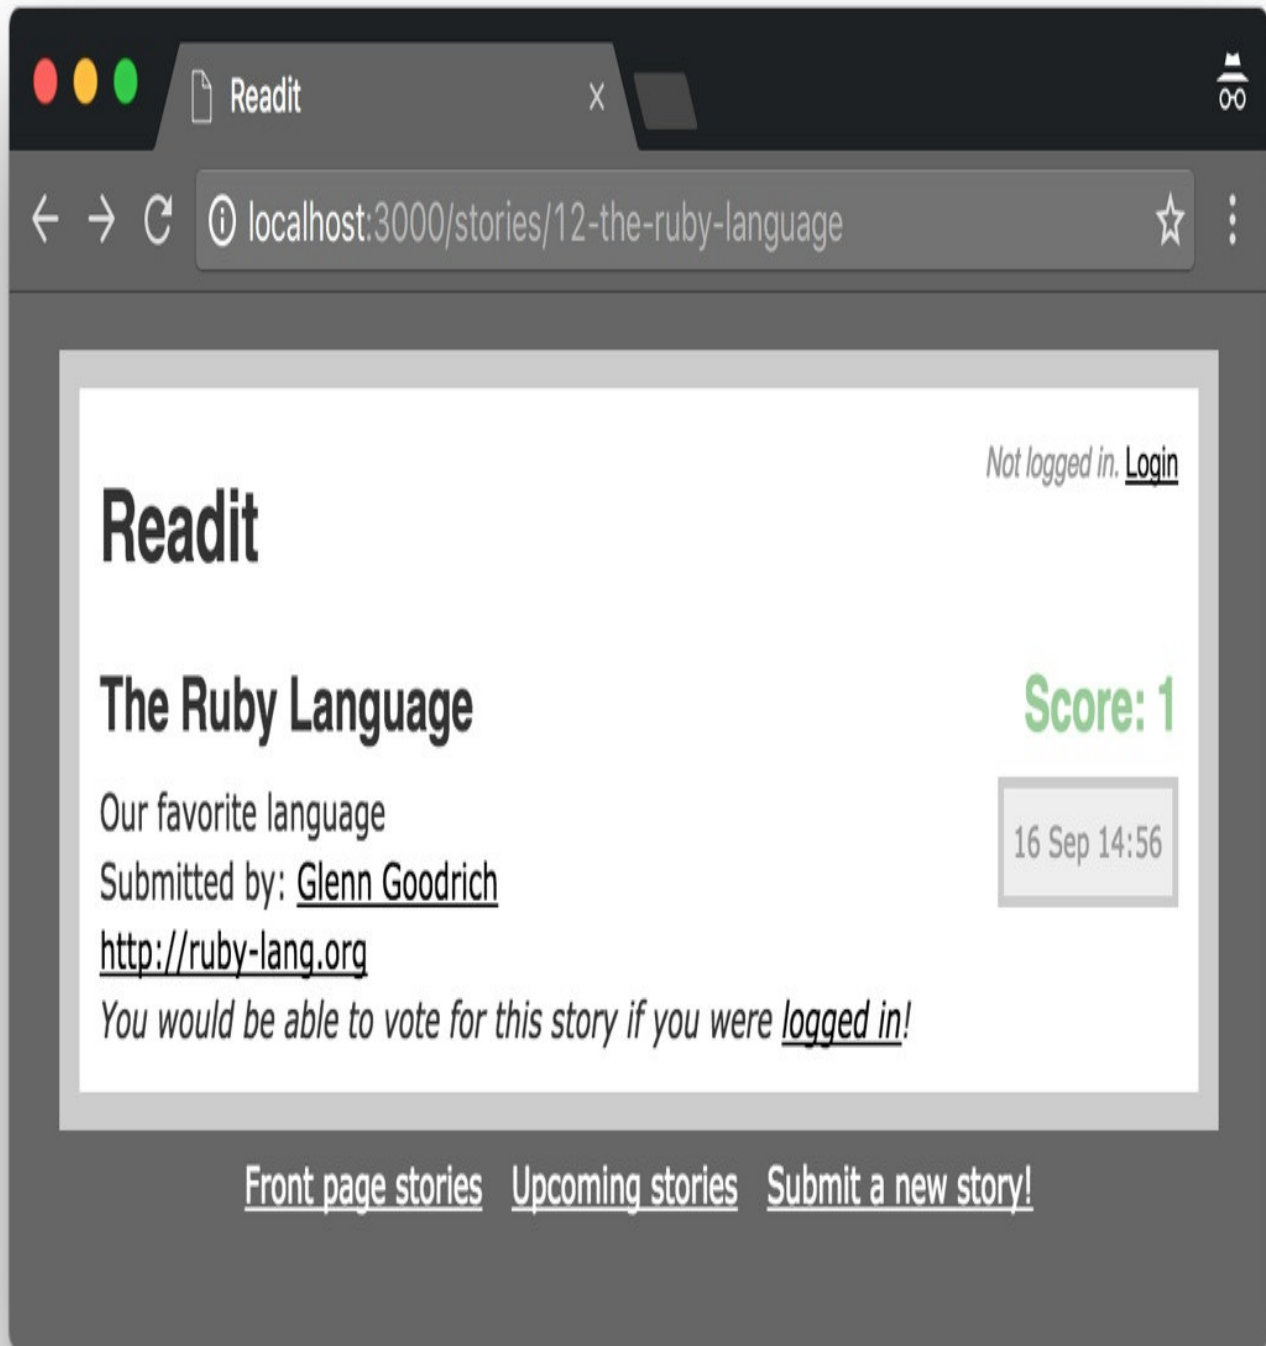 Readit
localhost:3000/stories/12-the-ruby-language
Not logged in. Login
Readit
The Ruby Language
Score: 1
Our favorite language
16 Sep 14:56
Submitted by: Glenn Goodrich
http://ruby-lang.org
You would be able to vote for this story if you were logged in!
Front page stories Upcoming stories Submit a new story!